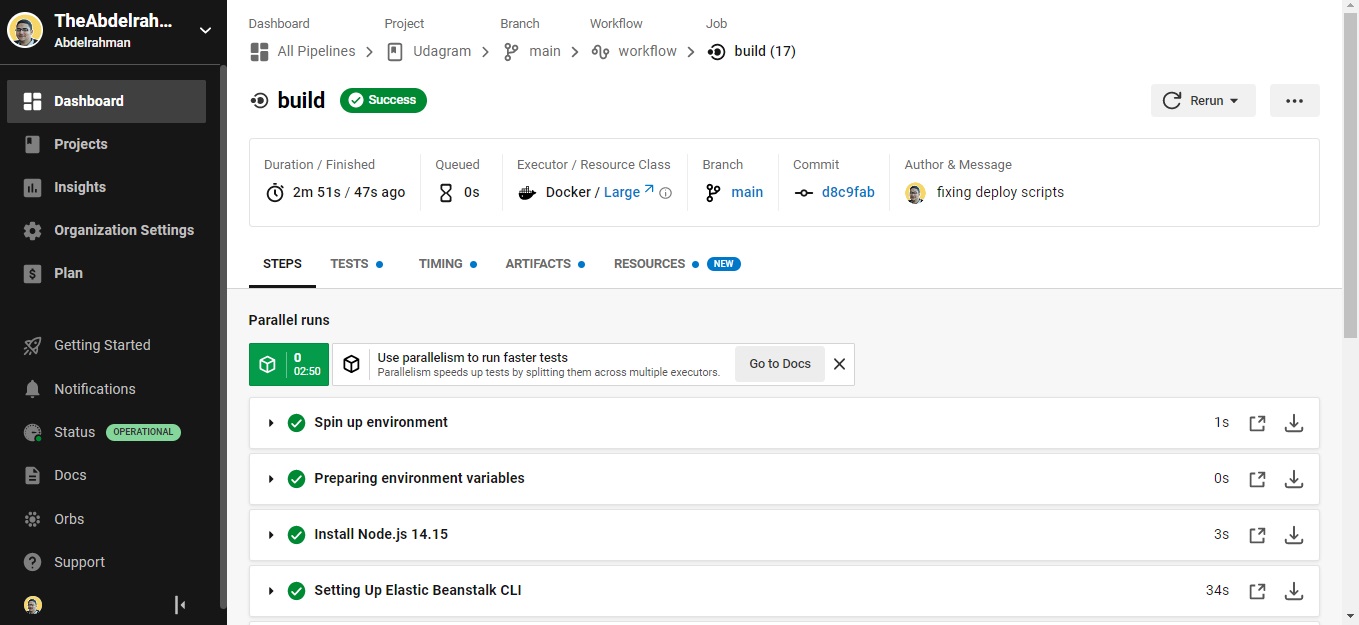 TheAbdelrah...
Abdelrahman
Dashboard
Projects
Insights
Organization Settings
Plan
Getting Started
Notifications
Status OPERATIONAL
Docs
Orbs
Support
Dashboard Project Branch Workflow Job
All Pipelines Udagram main workflow build (17)
build Success Rerun
Duration / Finished Queued Executor / Resource Class Branch Commit Author & Message
2m 51s / 47s ago 0s Docker / Large main d8c9fab fixing deploy scripts
STEPS TESTS TIMING ARTIFACTS RESOURCES NEW
Parallel runs
0
02:50
Use parallelism to run faster tests
Parallelism speeds up tests by splitting them across multiple executors.
Go to Docs
Spin up environment 1s
Preparing environment variables 0s
Install Node.js 14.15 3s
Setting Up Elastic Beanstalk CLI 34s